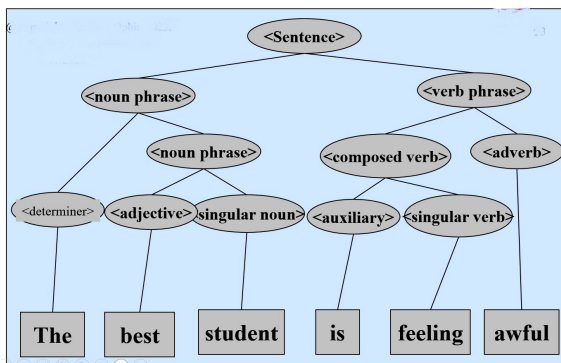 <Sentence>
<noun phrase>
<verb phrase>
<noun phrase>
<composed verb>
<adverb>
<determiner>
<adjective>
singular noun>
<auxiliary>
<singular verb>
The
best
student
is
feeling
awful